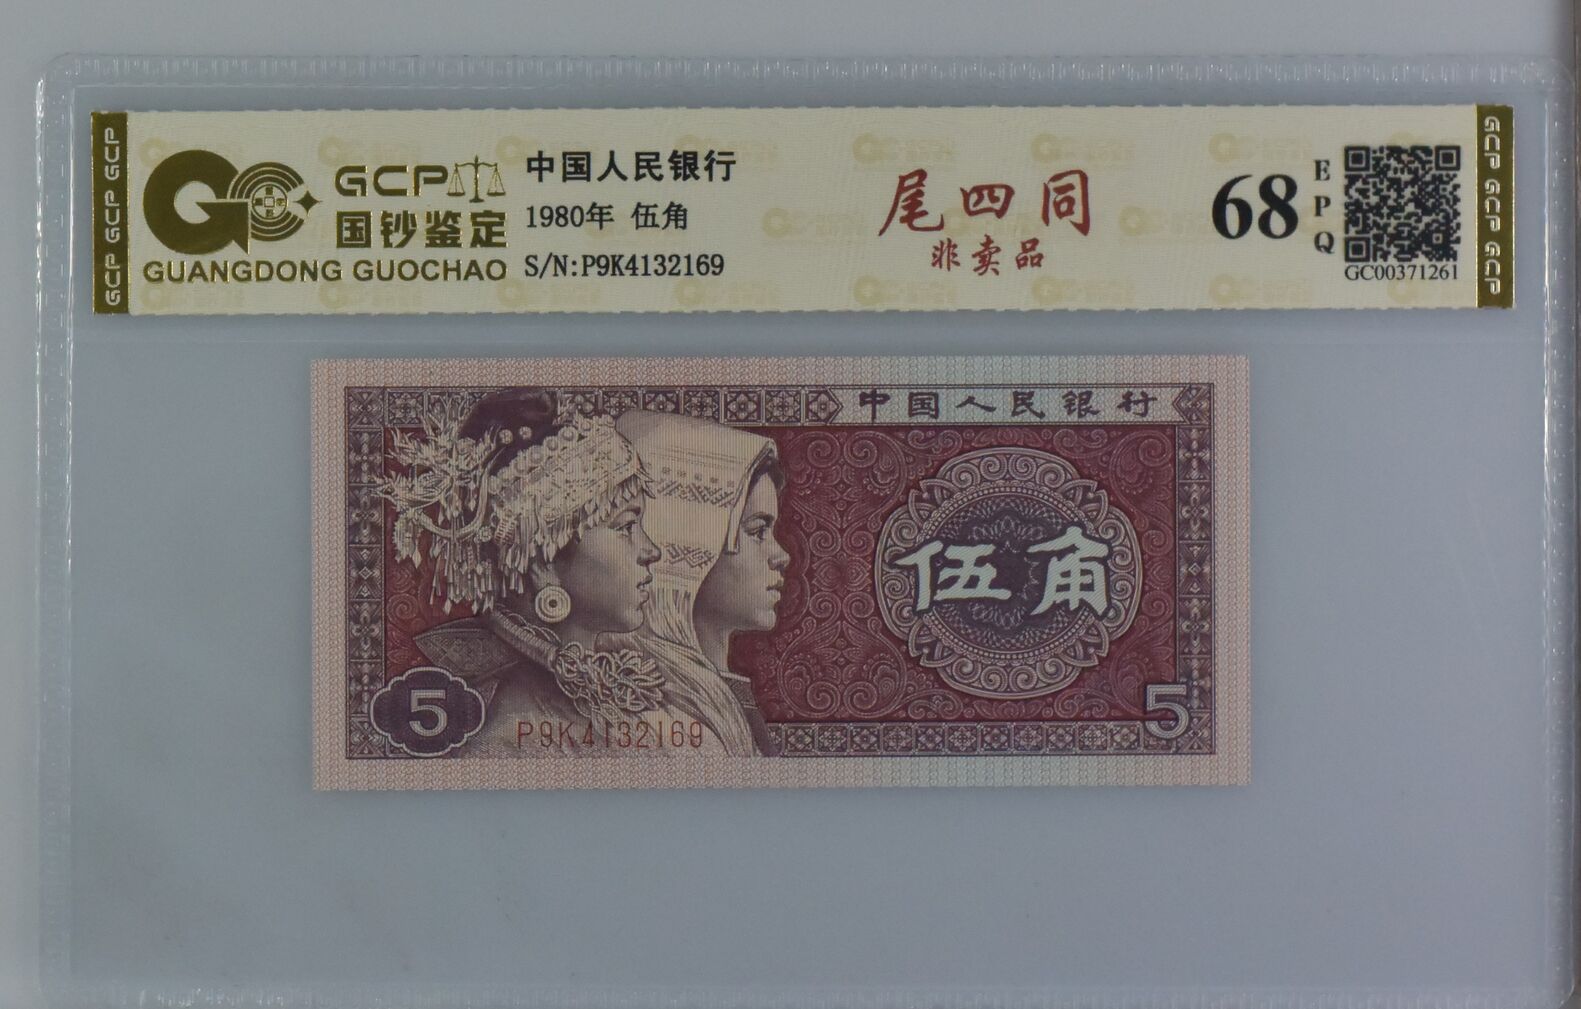 GCP GCP GCP
GCP
国钞鉴定
GUANGDONG GUOCHAO
中国人民银行
1980年 伍角
S/N:P9K4132169
尾四同
非卖品
68
EPQ
GC00371261
GCP GCP GCP
中国人民银行
伍角
5
P9K4132169
5